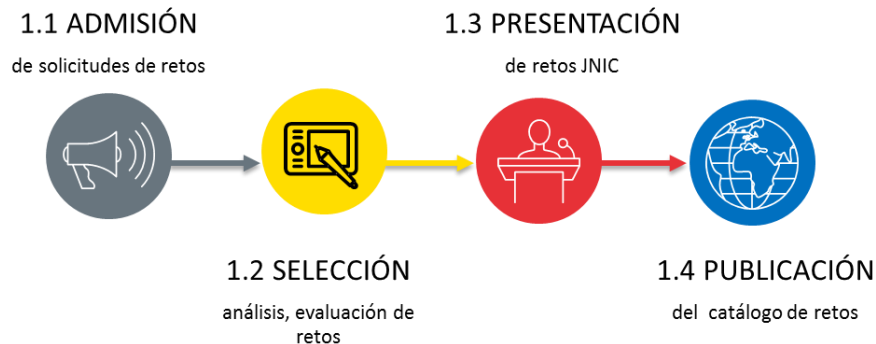 1.1 ADMISIÓN
de solicitudes de retos
1.2 SELECCIÓN
análisis, evaluación de
retos
1.3 PRESENTACIÓN
de retos JNIC
1.4 PUBLICACIÓN
del catálogo de retos